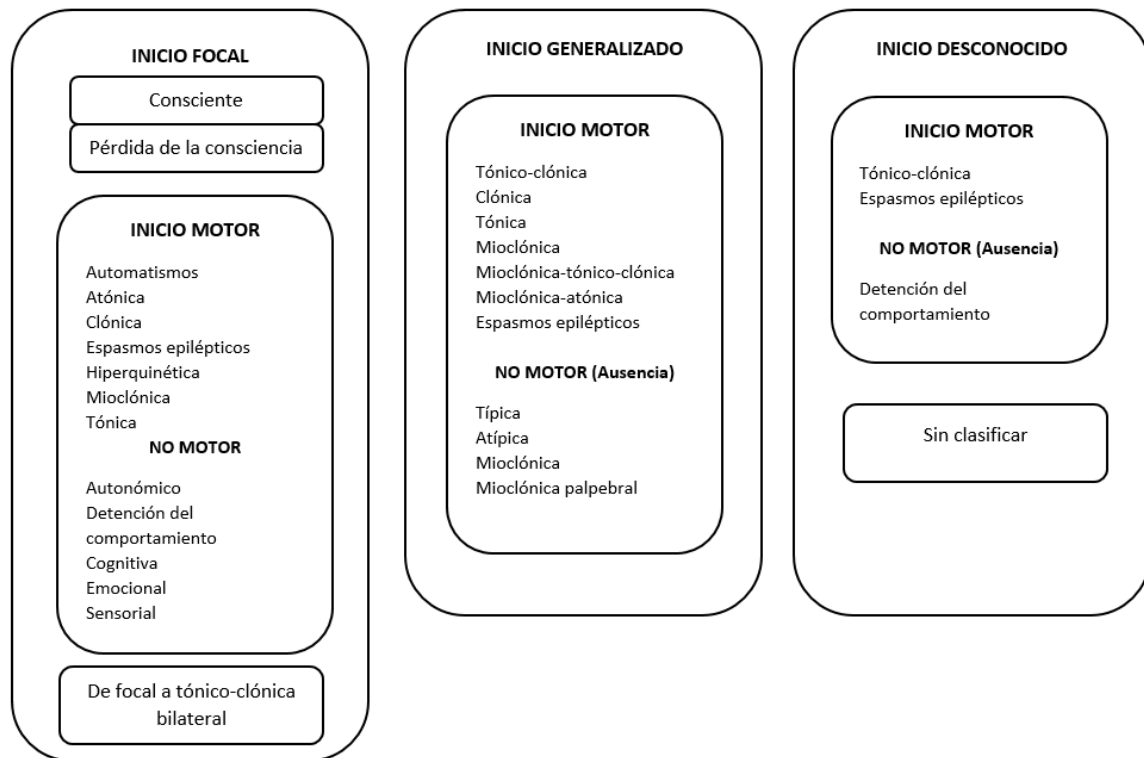 INICIO FOCAL
Consciente
Pérdida de la consciencia
INICIO MOTOR
Automatismos
Atónica
Clónica
Espasmos epilépticos
Hiperquinética
Mioclónica
Tónica
NO MOTOR
Autonómico
Detención del
comportamiento
Cognitiva
Emocional
Sensorial
De focal a tónico-clónica
bilateral
INICIO GENERALIZADO
INICIO MOTOR
Tónico-clónica
Clónica
Tónica
Mioclónica
Mioclónica-tónico-clónica
Mioclónica-atónica
Espasmos epilépticos
NO MOTOR (Ausencia)
Típica
Atípica
Mioclónica
Mioclónica palpebral
INICIO DESCONOCIDO
INICIO MOTOR
Tónico-clónica
Espasmos epilépticos
NO MOTOR (Ausencia)
Detención del
comportamiento
Sin clasificar